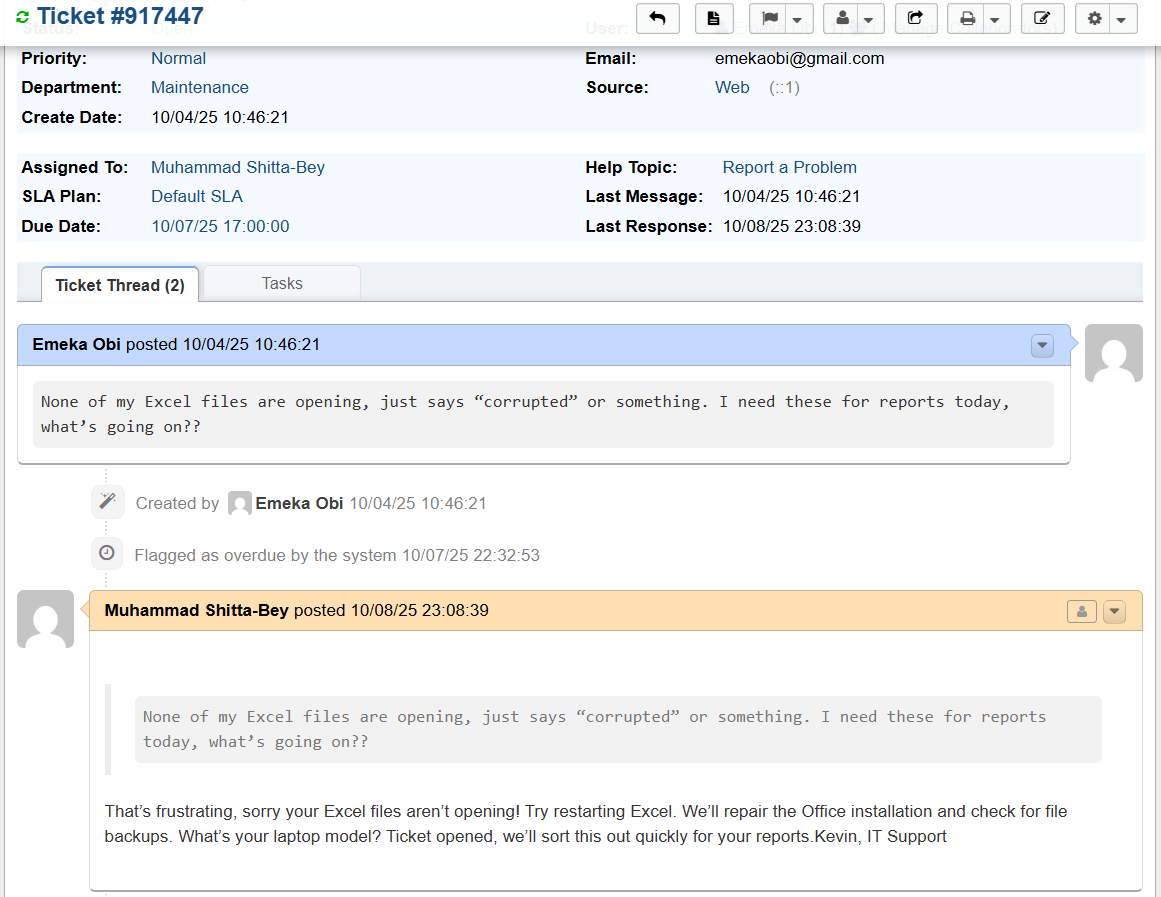 Ticket #917447
Status: Open User:
Priority: Normal Email: emekaobi@gmail.com
Department: Maintenance Source: Web (::1)
Create Date: 10/04/25 10:46:21
Assigned To: Muhammad Shitta-Bey Help Topic: Report a Problem
SLA Plan: Default SLA Last Message: 10/04/25 10:46:21
Due Date: 10/07/25 17:00:00 Last Response: 10/08/25 23:08:39
Ticket Thread (2) Tasks
Emeka Obi posted 10/04/25 10:46:21
None of my Excel files are opening, just says “corrupted” or something. I need these for reports today,
what’s going on??
Created by Emeka Obi 10/04/25 10:46:21
Flagged as overdue by the system 10/07/25 22:32:53
Muhammad Shitta-Bey posted 10/08/25 23:08:39
None of my Excel files are opening, just says “corrupted” or something. I need these for reports
today, what’s going on??
That’s frustrating, sorry your Excel files aren’t opening! Try restarting Excel. We’ll repair the Office installation and check for file
backups. What’s your laptop model? Ticket opened, we’ll sort this out quickly for your reports.Kevin, IT Support